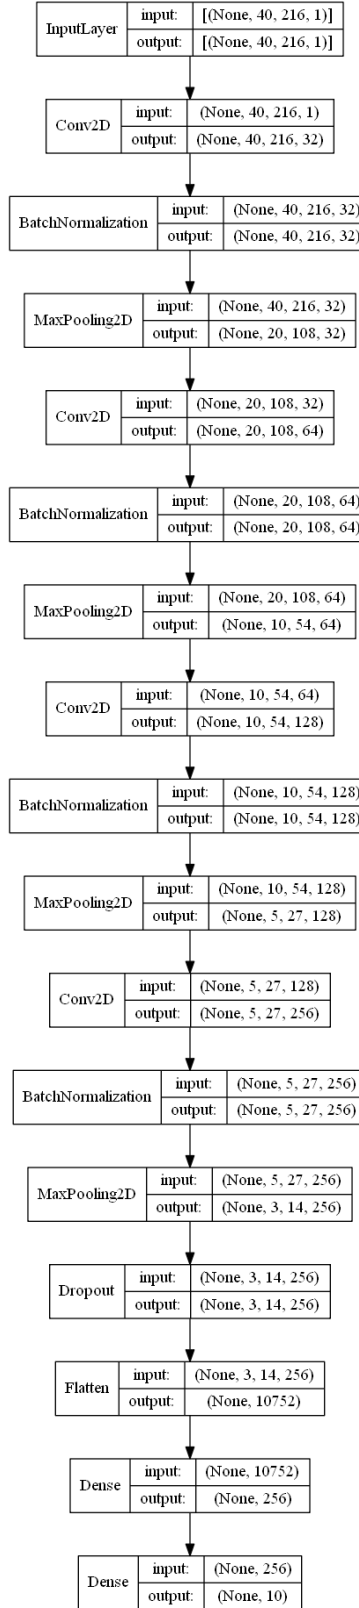 InputLayer input: [(None, 40, 216, 1)]
output: [(None, 40, 216, 1)]
Conv2D input: (None, 40, 216, 1)
output: (None, 40, 216, 32)
BatchNormalization input: (None, 40, 216, 32)
output: (None, 40, 216, 32)
MaxPooling2D input: (None, 40, 216, 32)
output: (None, 20, 108, 32)
Conv2D input: (None, 20, 108, 32)
output: (None, 20, 108, 64)
BatchNormalization input: (None, 20, 108, 64)
output: (None, 20, 108, 64)
MaxPooling2D input: (None, 20, 108, 64)
output: (None, 10, 54, 64)
Conv2D input: (None, 10, 54, 64)
output: (None, 10, 54, 128)
BatchNormalization input: (None, 10, 54, 128)
output: (None, 10, 54, 128)
MaxPooling2D input: (None, 10, 54, 128)
output: (None, 5, 27, 128)
Conv2D input: (None, 5, 27, 128)
output: (None, 5, 27, 256)
BatchNormalization input: (None, 5, 27, 256)
output: (None, 5, 27, 256)
MaxPooling2D input: (None, 5, 27, 256)
output: (None, 3, 14, 256)
Dropout input: (None, 3, 14, 256)
output: (None, 3, 14, 256)
Flatten input: (None, 3, 14, 256)
output: (None, 10752)
Dense input: (None, 10752)
output: (None, 256)
Dense input: (None, 256)
output: (None, 10)